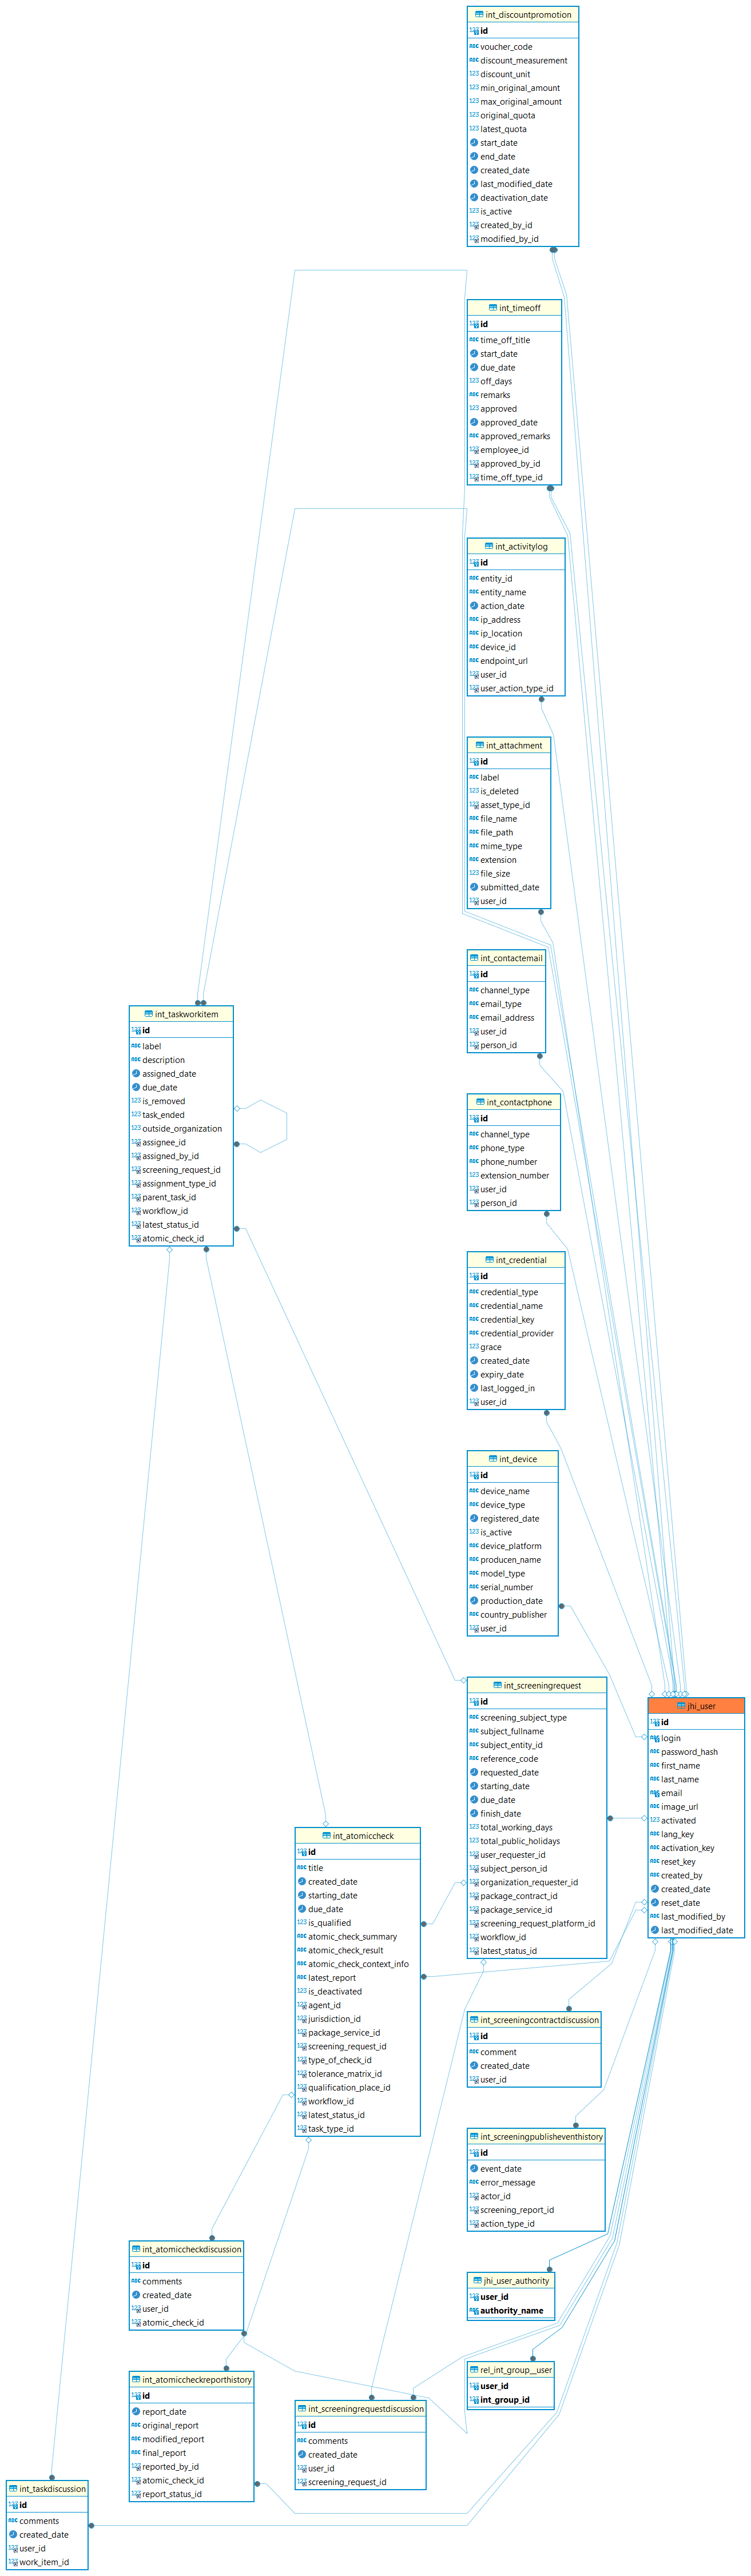 int_discountpromotion
id
voucher_code
discount_measurement
discount_unit
min_original_amount
max_original_amount
original_quota
latest_quota
start_date
end_date
created_date
last_modified_date
deactivation_date
is_active
created_by_id
modified_by_id
int_timeoff
id
time_off_title
start_date
due_date
off_days
remarks
approved
approved_date
approved_remarks
employee_id
approved_by_id
time_off_type_id
int_activitylog
id
entity_id
entity_name
action_date
ip_address
ip_location
device_id
endpoint_url
user_id
user_action_type_id
int_attachment
id
label
is_deleted
asset_type_id
file_name
file_path
mime_type
extension
file_size
submitted_date
user_id
int_contactemail
id
channel_type
email_type
email_address
user_id
person_id
int_taskworkitem
id
label
description
assigned_date
due_date
is_removed
task_ended
outside_organization
assignee_id
assigned_by_id
screening_request_id
assignment_type_id
parent_task_id
workflow_id
latest_status_id
atomic_check_id
int_contactphone
id
channel_type
phone_type
phone_number
extension_number
user_id
person_id
int_credential
id
credential_type
credential_name
credential_key
credential_provider
grace
created_date
expiry_date
last_logged_in
user_id
int_device
id
device_name
device_type
registered_date
is_active
device_platform
producen_name
model_type
serial_number
production_date
country_publisher
user_id
int_screeningrequest
id
screening_subject_type
subject_fullname
subject_entity_id
reference_code
requested_date
starting_date
due_date
finish_date
total_working_days
total_public_holidays
user_requester_id
subject_person_id
organization_requester_id
package_contract_id
package_service_id
screening_request_platform_id
workflow_id
latest_status_id
jhi_user
id
login
password_hash
first_name
last_name
email
image_url
activated
lang_key
activation_key
reset_key
created_by
created_date
reset_date
last_modified_by
last_modified_date
int_atomiccheck
id
title
created_date
starting_date
due_date
is_qualified
atomic_check_summary
atomic_check_result
atomic_check_context_info
latest_report
is_deactivated
agent_id
jurisdiction_id
package_service_id
screening_request_id
type_of_check_id
tolerance_matrix_id
qualification_place_id
workflow_id
latest_status_id
task_type_id
int_screeningcontractdiscussion
id
comment
created_date
user_id
int_screeningpublisheventhistory
id
event_date
error_message
actor_id
screening_report_id
action_type_id
int_atomiccheckdiscussion
id
comments
created_date
user_id
atomic_check_id
jhi_user_authority
user_id
authority_name
rel_int_group__user
user_id
int_group_id
int_atomiccheckreporthistory
id
report_date
original_report
modified_report
final_report
reported_by_id
atomic_check_id
report_status_id
int_screeningrequestdiscussion
id
comments
created_date
user_id
screening_request_id
int_taskdiscussion
id
comments
created_date
user_id
work_item_id